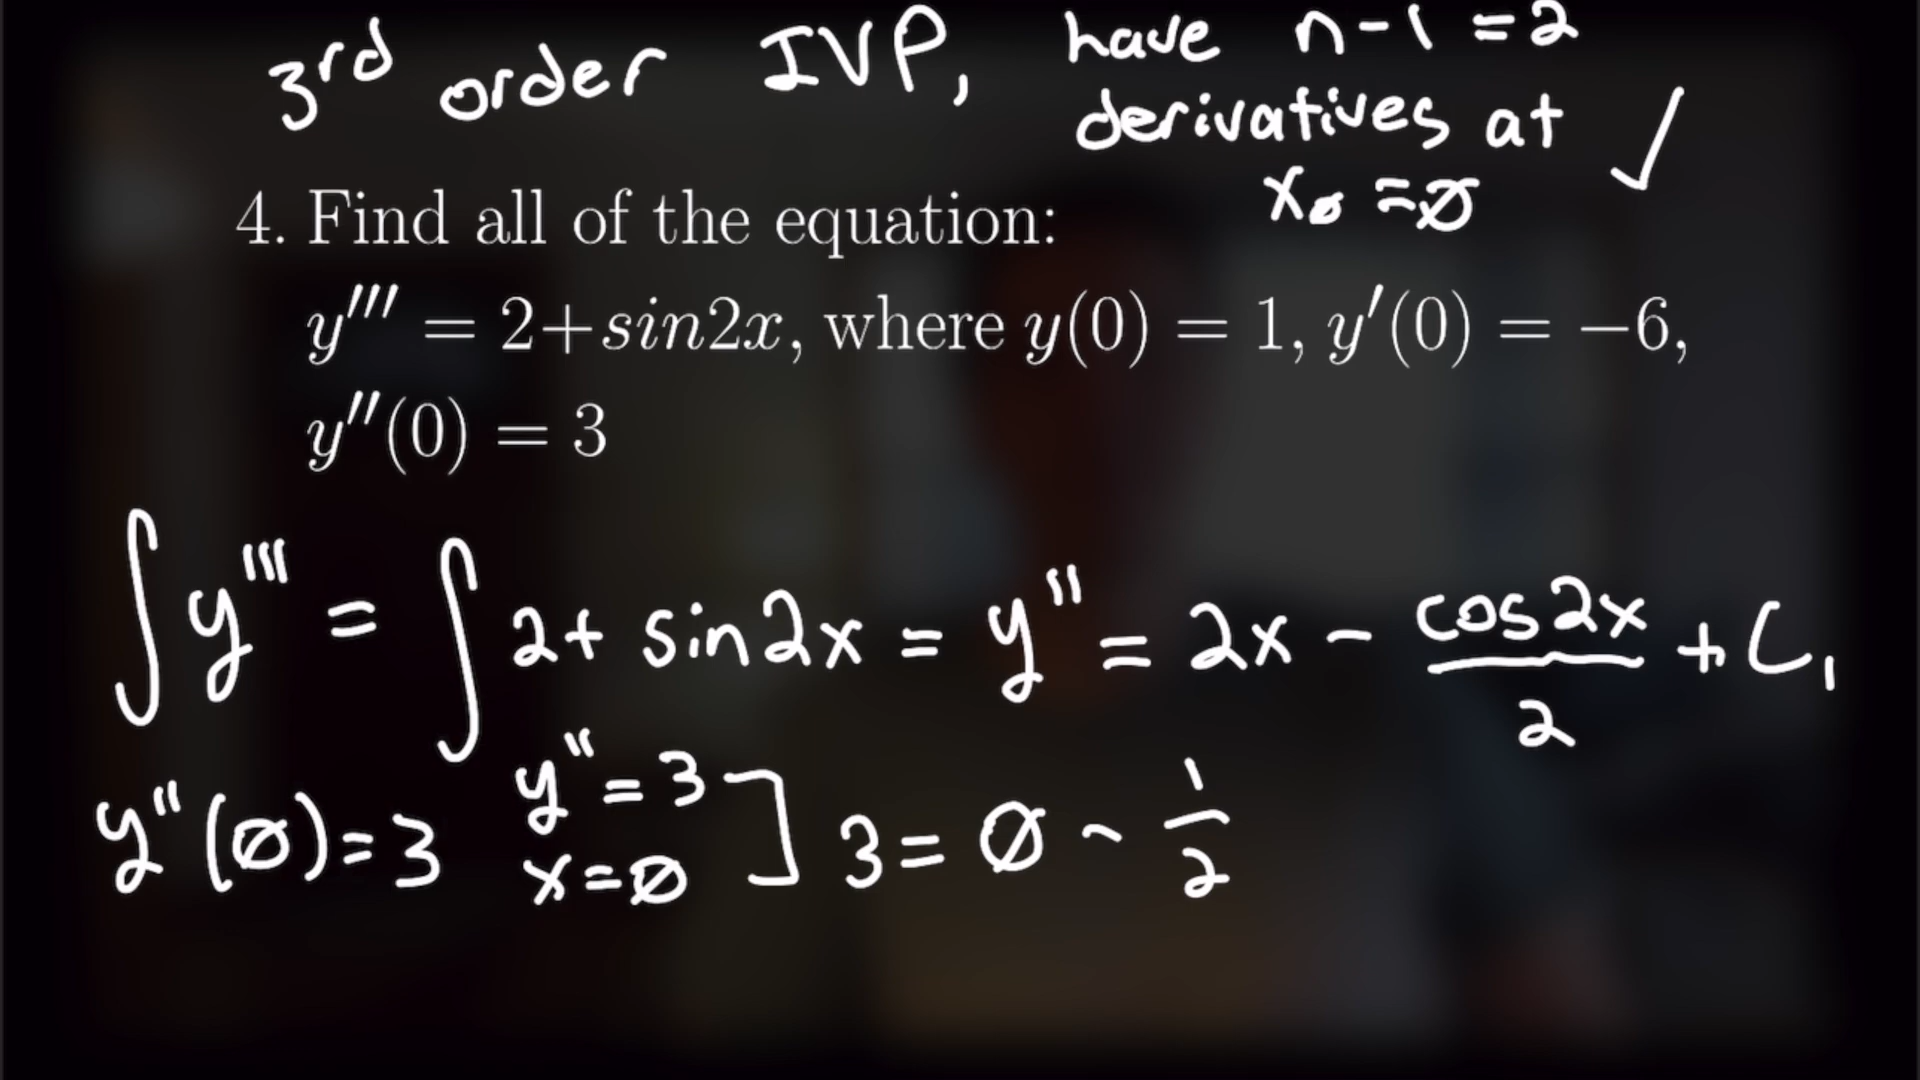 3rd order IVP, have n-1=2
derivatives at ✓
x₀ = 0
4. Find all of the equation:
y''' = 2+sin2x, where y(0) = 1, y'(0) = −6,
y''(0) = 3
∫y''' = ∫2+ sin2x = y'' = 2x - cos2x/2 + C₁
y''(0)=3 y''=3 x=0 ] 3= 0 - 1/2